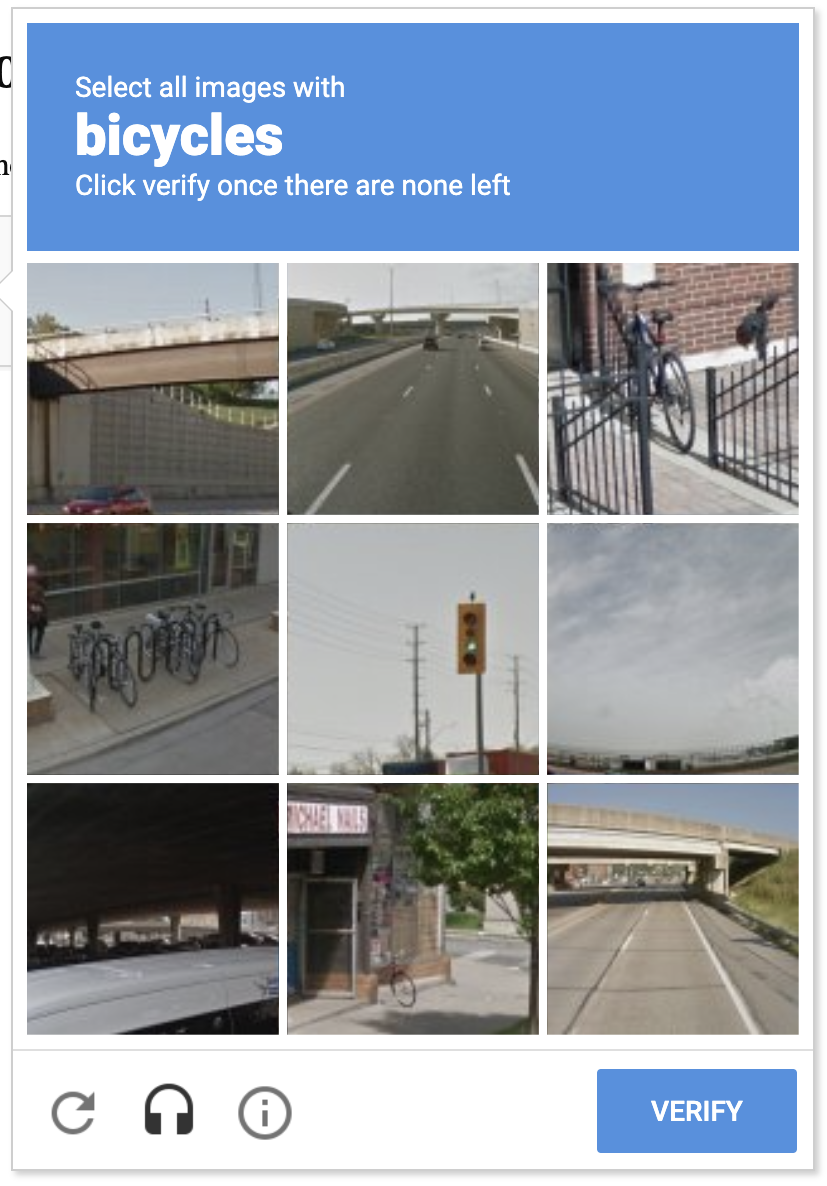 Select all images with
bicycles
Click verify once there are none left
MICHAEL NAILS
VERIFY